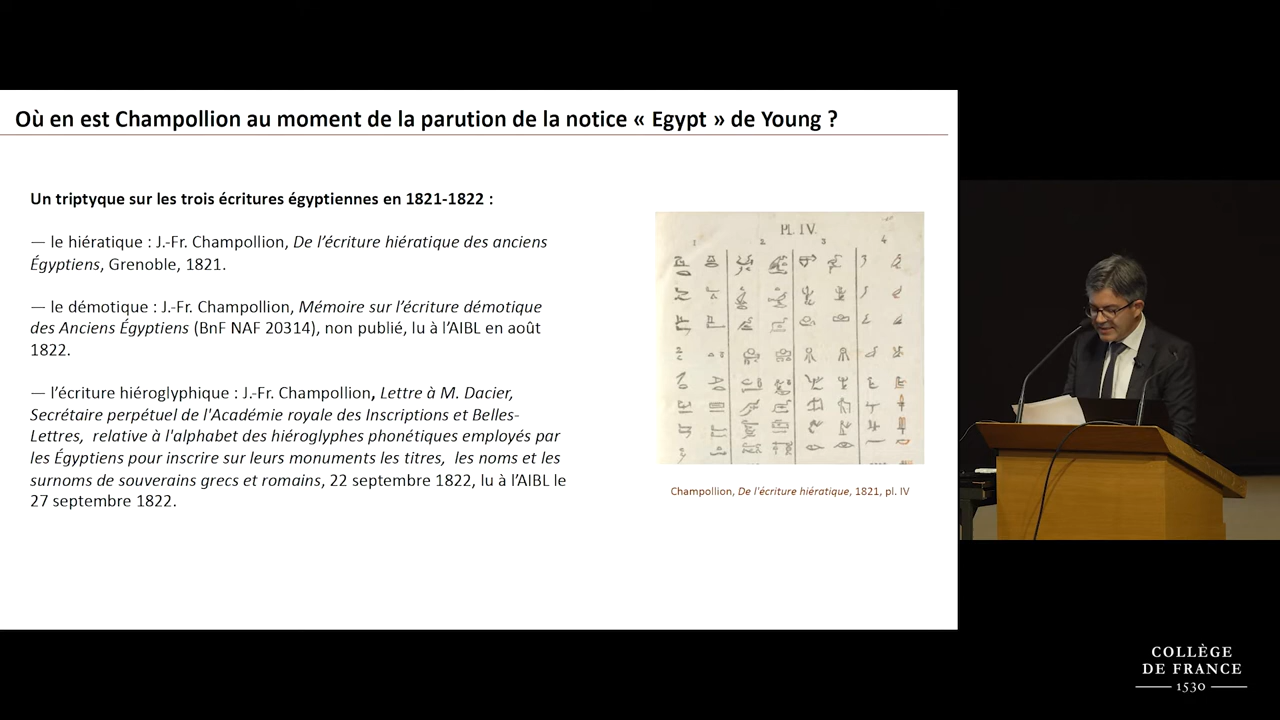 Où en est Champollion au moment de la parution de la notice « Egypt » de Young ?
Un triptyque sur les trois écritures égyptiennes en 1821-1822 :
— le hiératique : J.-Fr. Champollion, De l’écriture hiératique des anciens
Égyptiens, Grenoble, 1821.
— le démotique : J.-Fr. Champollion, Mémoire sur l’écriture démotique
des Anciens Égyptiens (BnF NAF 20314), non publié, lu à l’AIBL en août
1822.
— l’écriture hiéroglyphique : J.-Fr. Champollion, Lettre à M. Dacier,
Secrétaire perpétuel de l'Académie royale des Inscriptions et Belles-
Lettres, relative à l'alphabet des hiéroglyphes phonétiques employés par
les Égyptiens pour inscrire sur leurs monuments les titres, les noms et les
surnoms de souverains grecs et romains, 22 septembre 1822, lu à l’AIBL le
27 septembre 1822.
PL. IV.
1 2 3 4
Champollion, De l'écriture hiératique, 1821, pl. IV
COLLÈGE
DE FRANCE
1530